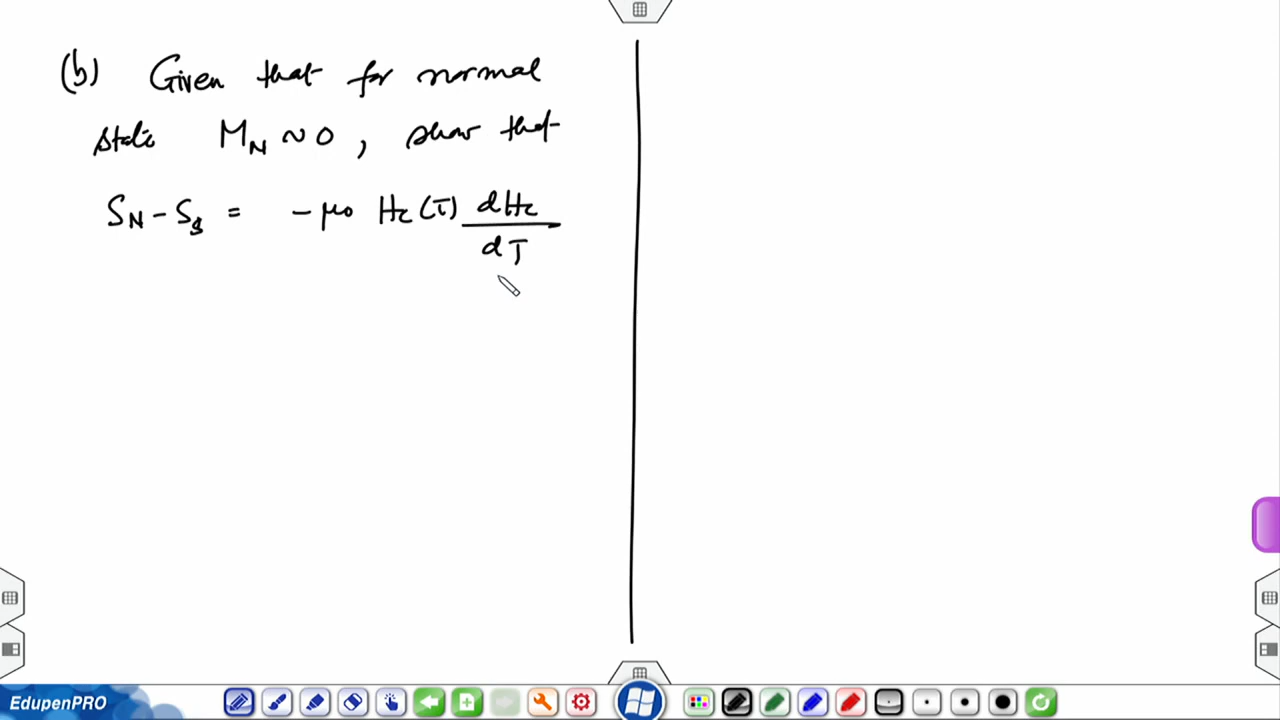 (b) Given that for normal
state M_N ~ 0, show that
S_N - S_s = - μ0 Hc(T) dHc/dT
EdupenPRO